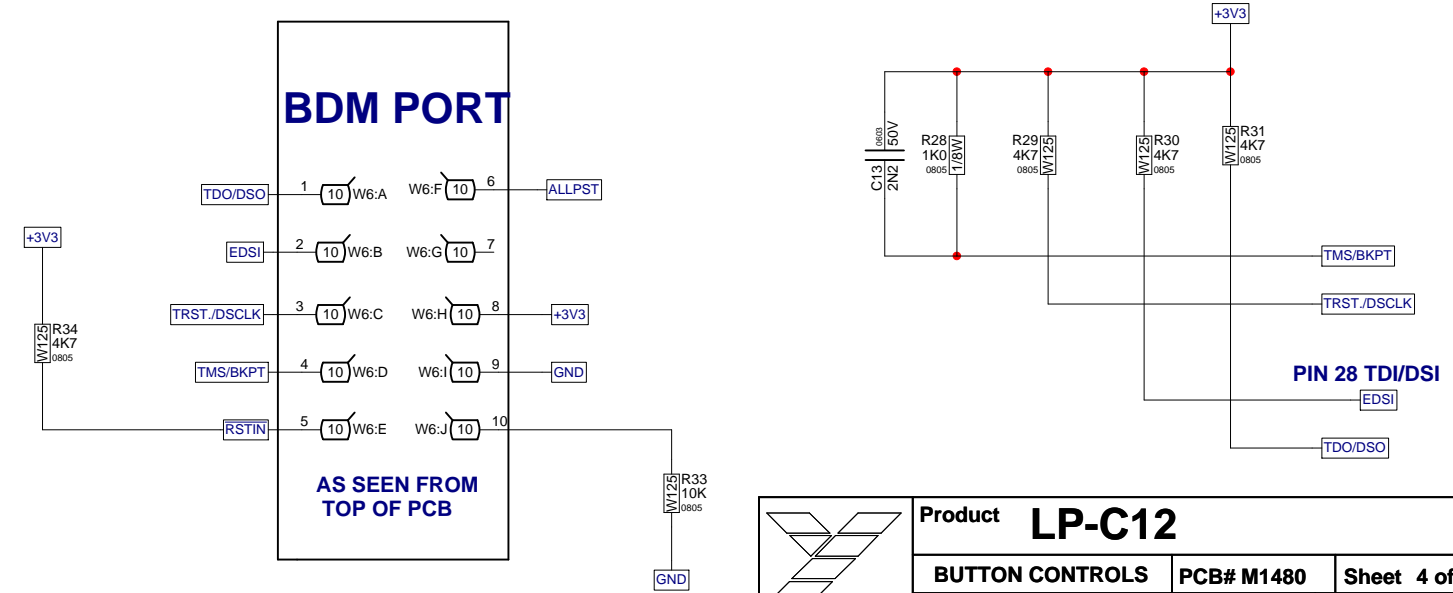 BDM PORT
TDO/DSO 1 10 W6:A W6:F 10 6 ALLPST
+3V3
EDSI 2 10 W6:B W6:G 10 7
TRST./DSCLK 3 10 W6:C W6:H 10 8 +3V3
W125 R34
4K7
0805
TMS/BKPT 4 10 W6:D W6:I 10 9 GND
RSTIN 5 10 W6:E W6:J 10 10
AS SEEN FROM
TOP OF PCB
W125 R33
10K
0805
GND
+3V3
C13
2N2
0603
50V
R28
1K0
0805
1/8W
R29
4K7
0805
W125
W125 R30
4K7
0805
W125 R31
4K7
0805
TMS/BKPT
TRST./DSCLK
PIN 28 TDI/DSI
EDSI
TDO/DSO
Product LP-C12
BUTTON CONTROLS PCB# M1480 Sheet 4 of